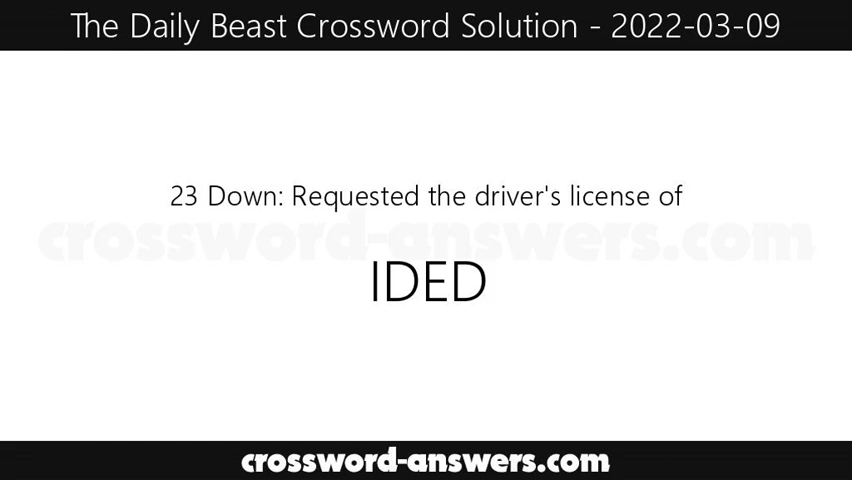 The Daily Beast Crossword Solution - 2022-03-09
23 Down: Requested the driver's license of
crossword-answers.com
IDED
crossword-answers.com